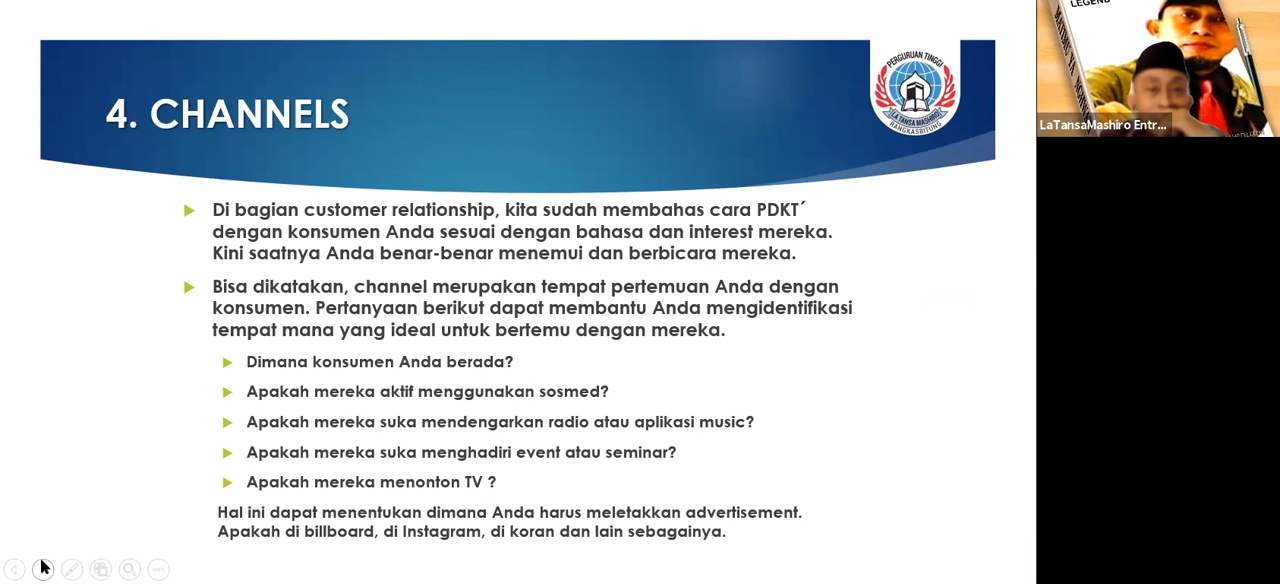 4. CHANNELS
PERGURUAN TINGGI
LA TANSA MASHIRO
RANGKASBITUNG
Di bagian customer relationship, kita sudah membahas cara PDKT´
dengan konsumen Anda sesuai dengan bahasa dan interest mereka.
Kini saatnya Anda benar-benar menemui dan berbicara mereka.
Bisa dikatakan, channel merupakan tempat pertemuan Anda dengan
konsumen. Pertanyaan berikut dapat membantu Anda mengidentifikasi
tempat mana yang ideal untuk bertemu dengan mereka.
Dimana konsumen Anda berada?
Apakah mereka aktif menggunakan sosmed?
Apakah mereka suka mendengarkan radio atau aplikasi music?
Apakah mereka suka menghadiri event atau seminar?
Apakah mereka menonton TV ?
Hal ini dapat menentukan dimana Anda harus meletakkan advertisement.
Apakah di billboard, di Instagram, di koran dan lain sebagainya.
LEGEND
LaTansaMashiro Entr...